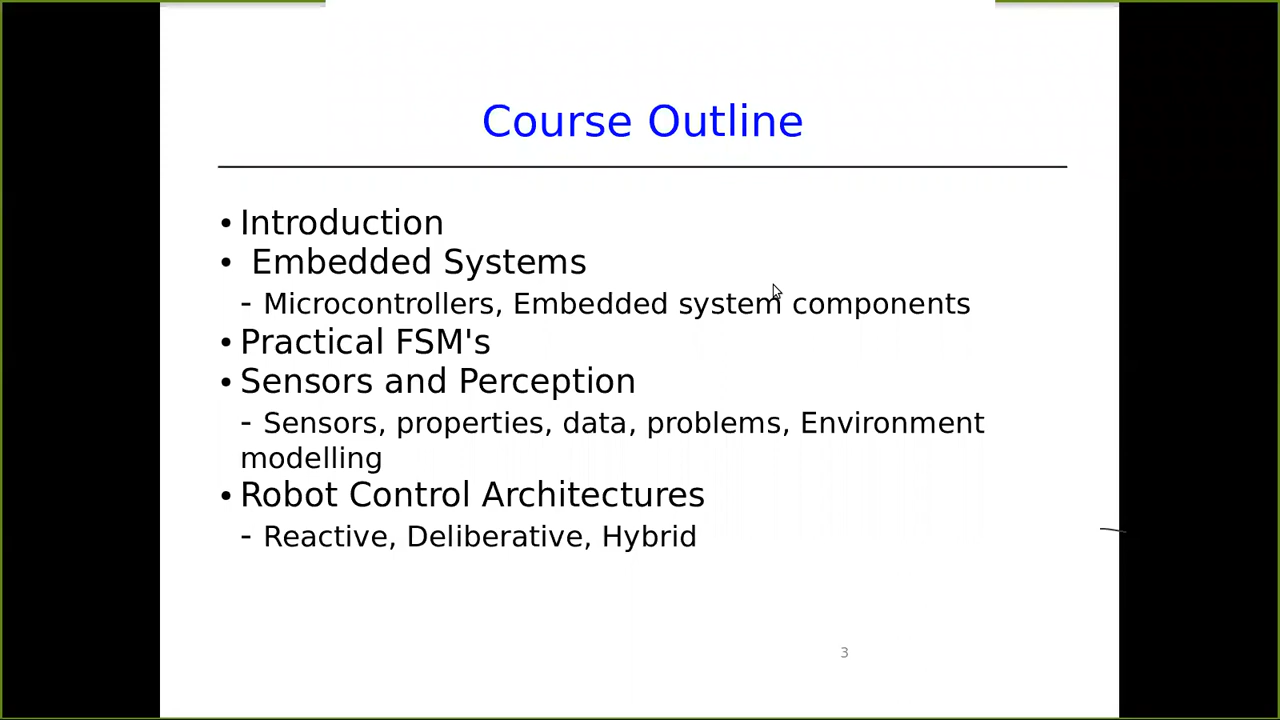 Course Outline
• Introduction
• Embedded Systems
- Microcontrollers, Embedded system components
• Practical FSM's
• Sensors and Perception
- Sensors, properties, data, problems, Environment
modelling
• Robot Control Architectures
- Reactive, Deliberative, Hybrid
3